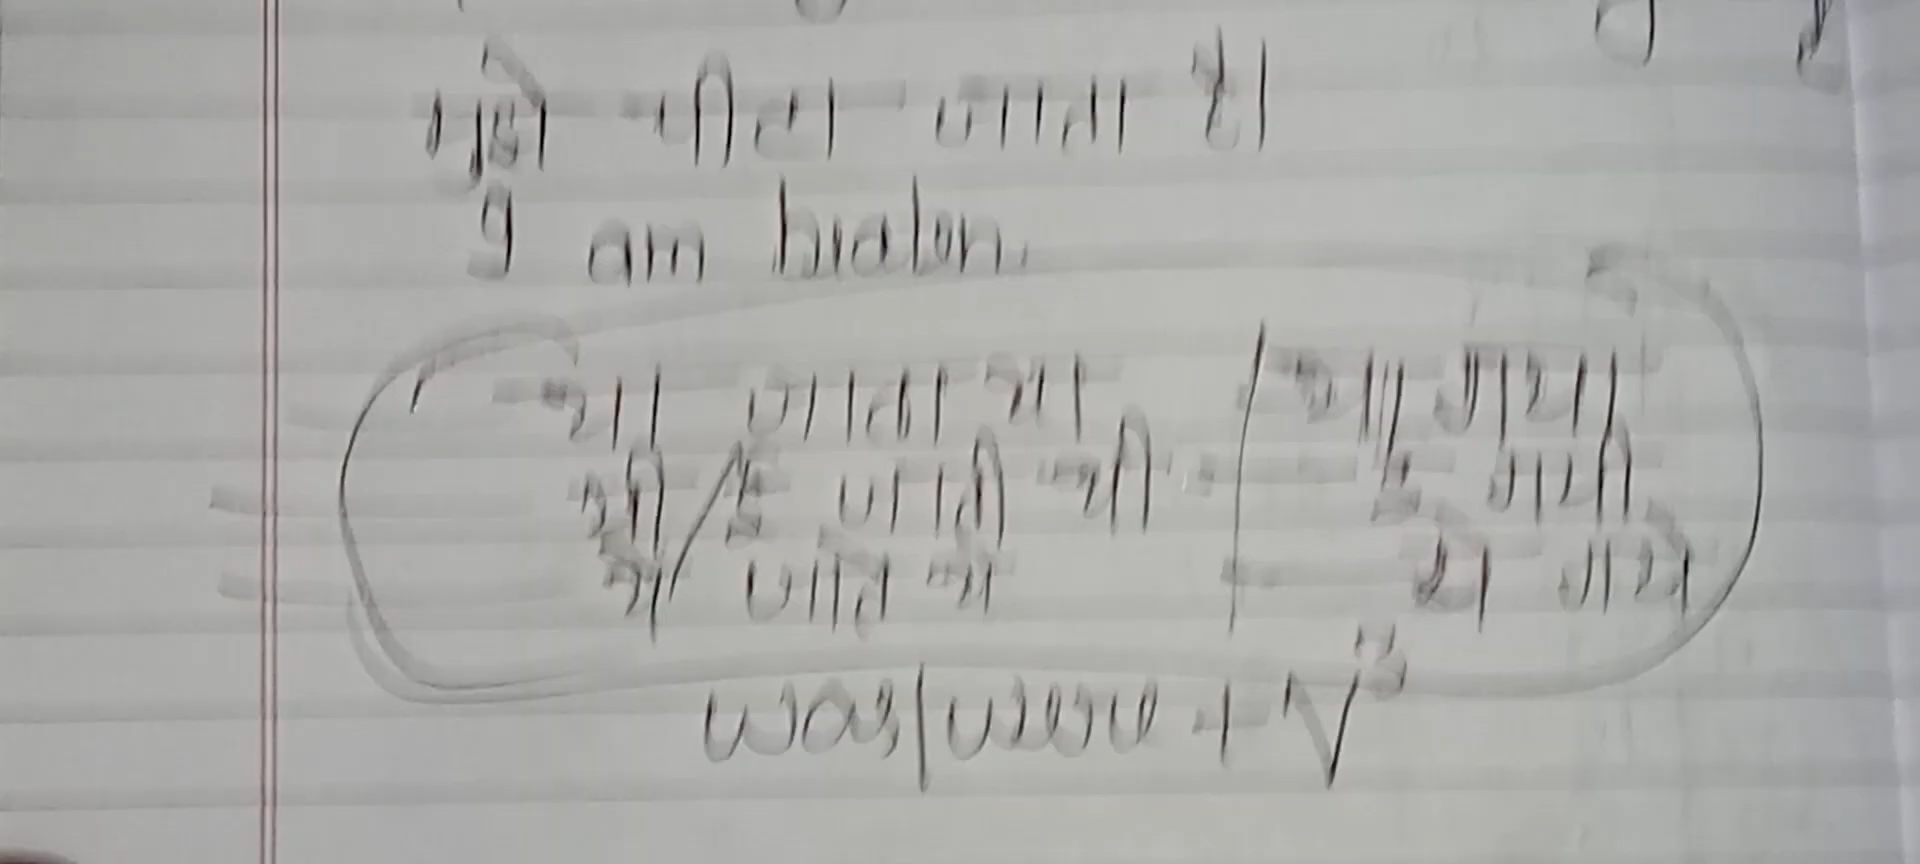 मुझे पीटा जाता है।
I am beaten.
या जाता था | या गया
यी / ई जाती थी | ई गयी
ये जाते थे | ये गये
was/were + V3